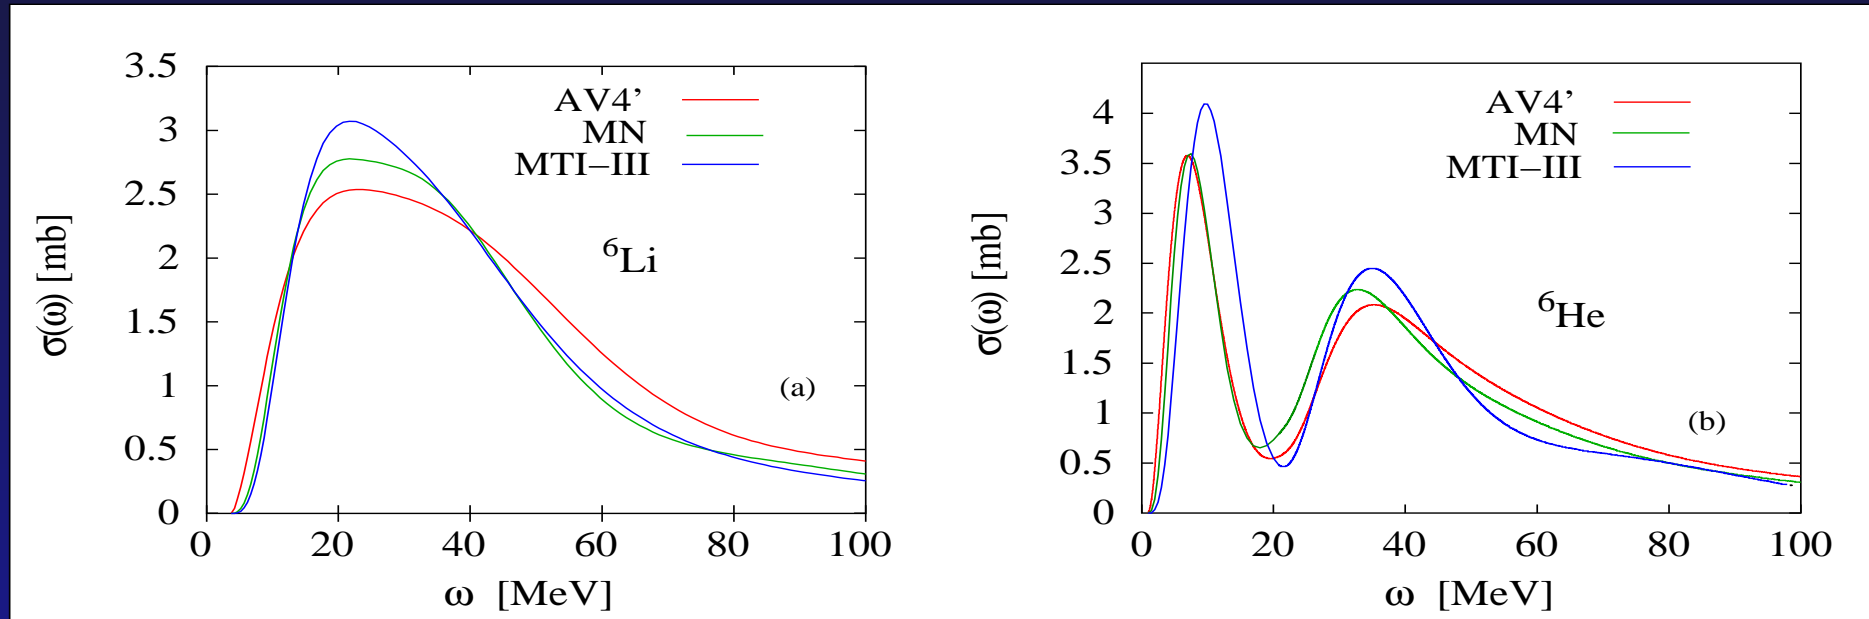 3.5
3
2.5
2
1.5
1
0.5
0
0 20 40 60 80 100
σ(ω) [mb]
ω [MeV]
AV4'
MN
MTI−III
⁶Li
(a)
4
3.5
3
2.5
2
1.5
1
0.5
0
0 20 40 60 80 100
σ(ω) [mb]
ω [MeV]
AV4'
MN
MTI−III
⁶He
(b)